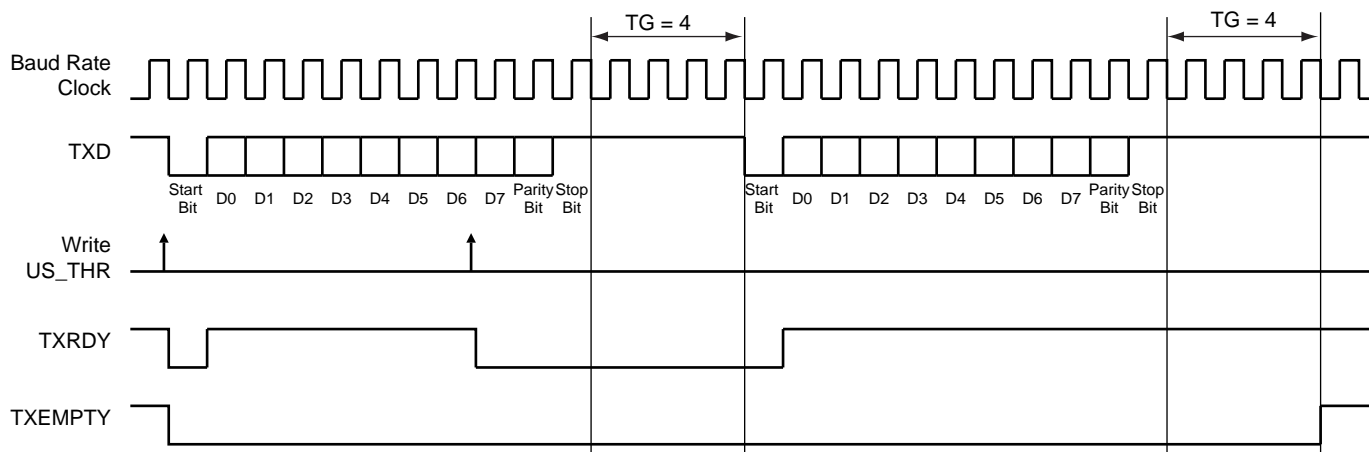 TG = 4
TG = 4
Baud Rate
Clock
TXD
Start
Bit
D0
D1
D2
D3
D4
D5
D6
D7
Parity
Bit
Stop
Bit
Start
Bit
D0
D1
D2
D3
D4
D5
D6
D7
Parity
Bit
Stop
Bit
Write
US_THR
TXRDY
TXEMPTY